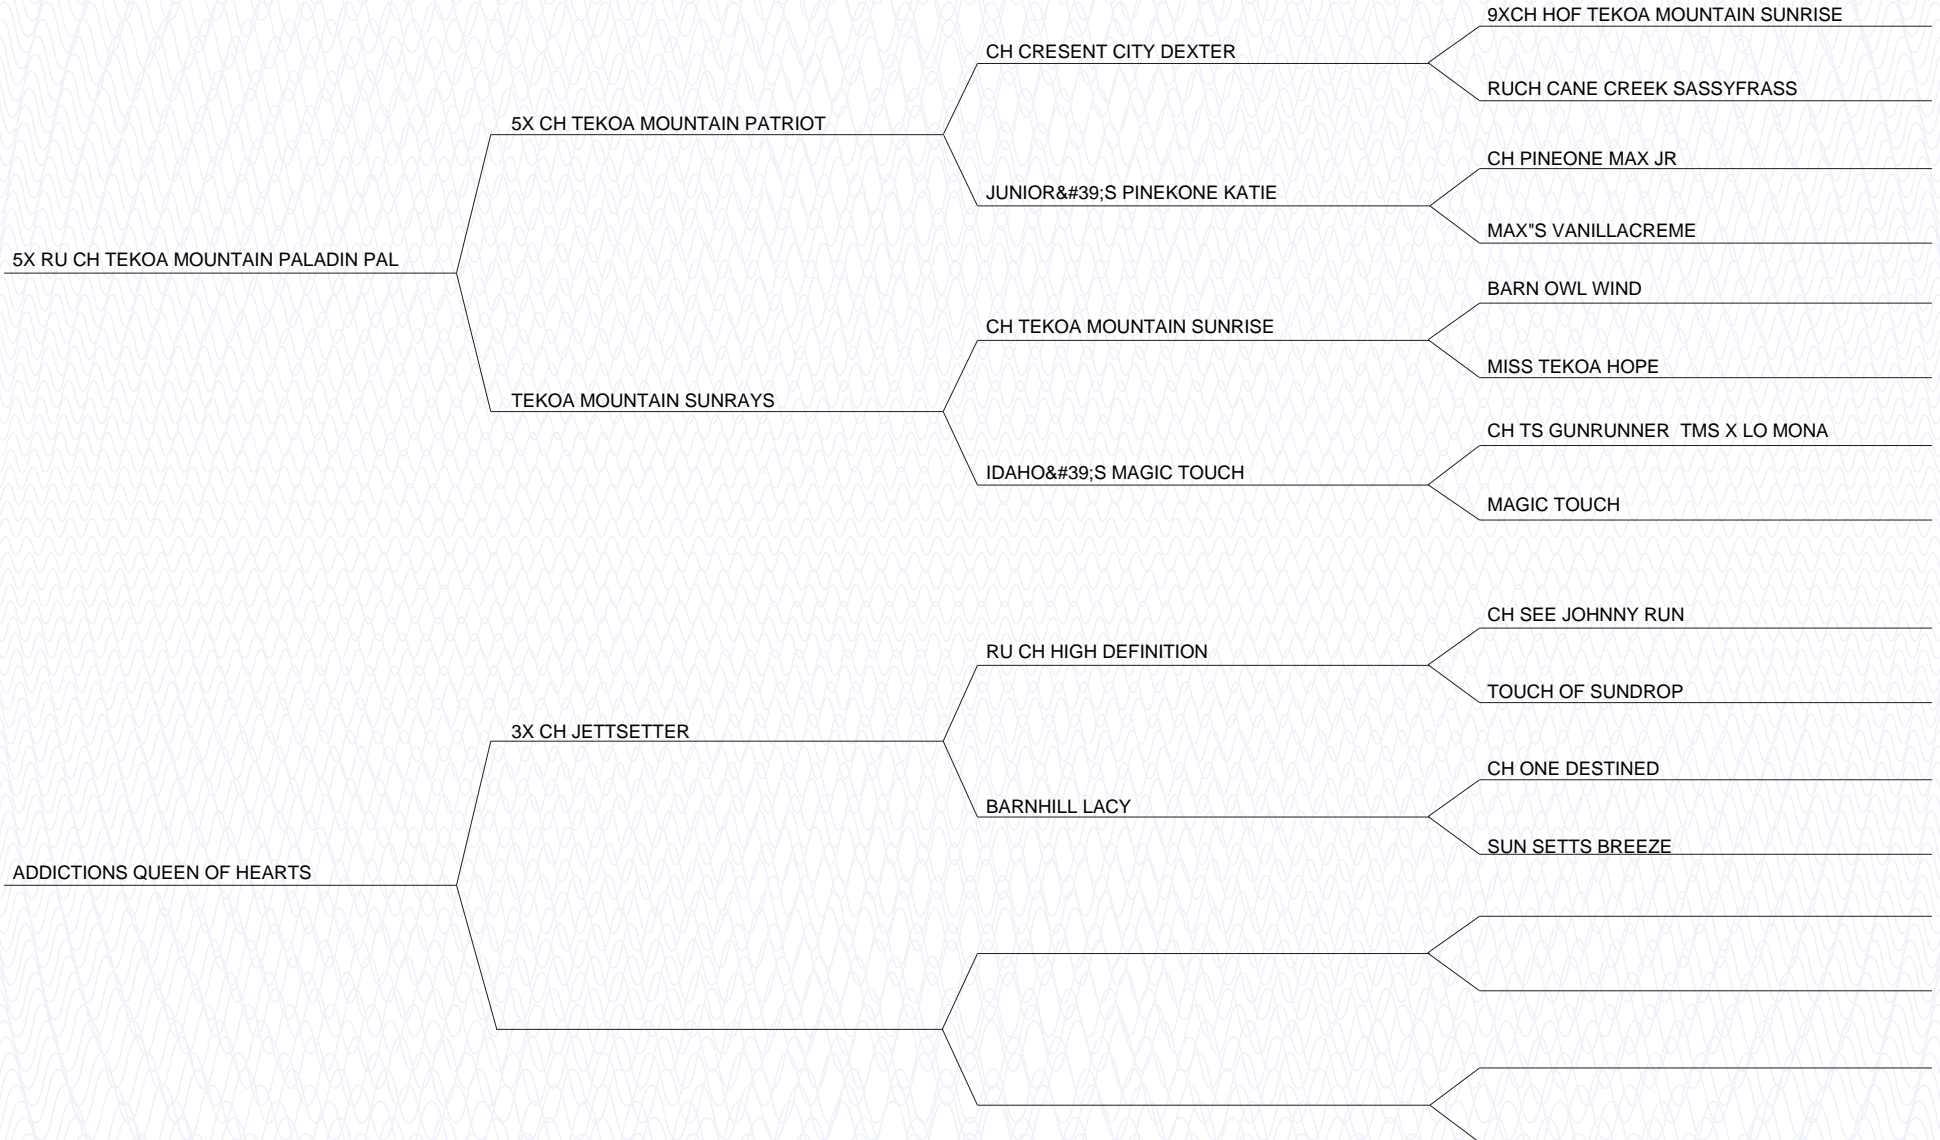 9XCH HOF TEKOA MOUNTAIN SUNRISE
CH CRESENT CITY DEXTER
RUCH CANE CREEK SASSYFRASS
5X CH TEKOA MOUNTAIN PATRIOT
CH PINEONE MAX JR
JUNIOR&#39;S PINEKONE KATIE
MAX"S VANILLACREME
5X RU CH TEKOA MOUNTAIN PALADIN PAL
BARN OWL WIND
CH TEKOA MOUNTAIN SUNRISE
MISS TEKOA HOPE
TEKOA MOUNTAIN SUNRAYS
CH TS GUNRUNNER  TMS X LO MONA
IDAHO&#39;S MAGIC TOUCH
MAGIC TOUCH
CH SEE JOHNNY RUN
RU CH HIGH DEFINITION
TOUCH OF SUNDROP
3X CH JETTSETTER
CH ONE DESTINED
BARNHILL LACY
SUN SETTS BREEZE
ADDICTIONS QUEEN OF HEARTS